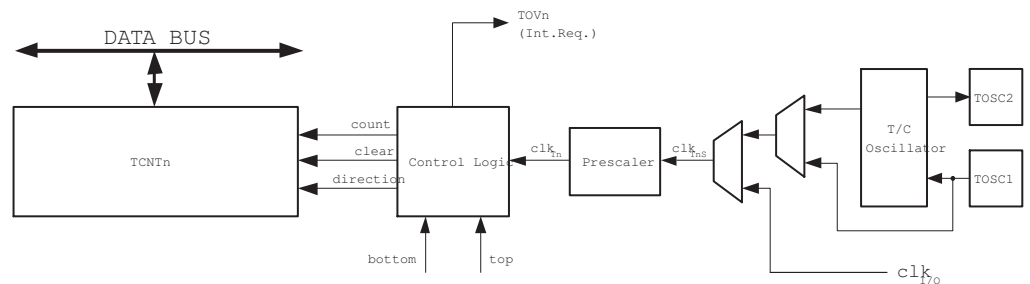 TOVn
(Int.Req.)
DATA BUS
TCNTn
count
clear
direction
Control Logic
clkTn
Prescaler
clkTnS
T/C
Oscillator
TOSC2
TOSC1
bottom
top
clkI/O